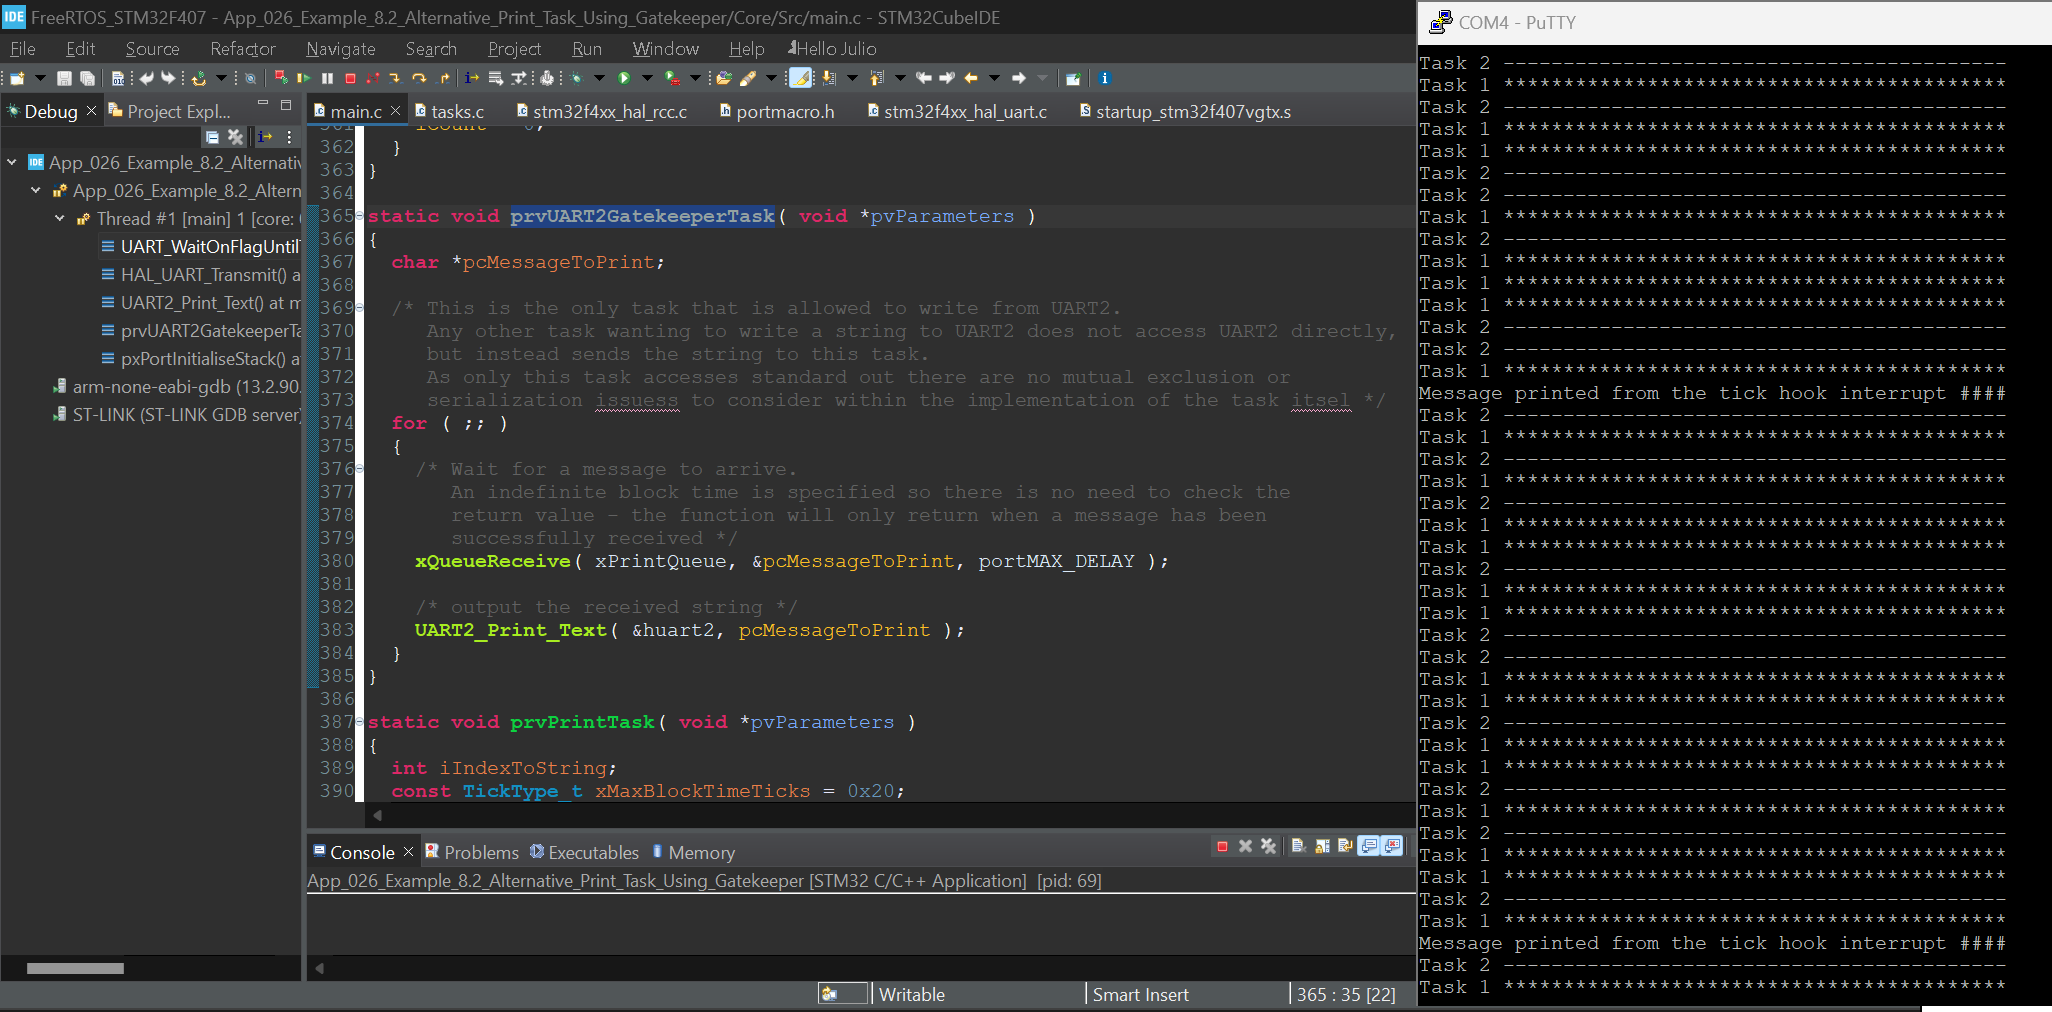 IDE FreeRTOS_STM32F407 - App_026_Example_8.2_Alternative_Print_Task_Using_Gatekeeper/Core/Src/main.c - STM32CubeIDE
File Edit Source Refactor Navigate Search Project Run Window Help Hello Julio
Debug Project Expl...
App_026_Example_8.2_Alternativ
App_026_Example_8.2_Altern
Thread #1 [main] 1 [core:
UART_WaitOnFlagUntil
HAL_UART_Transmit() a
UART2_Print_Text() at m
prvUART2GatekeeperTa
pxPortInitialiseStack() a
arm-none-eabi-gdb (13.2.90.
ST-LINK (ST-LINK GDB server)
main.c tasks.c stm32f4xx_hal_rcc.c portmacro.h stm32f4xx_hal_uart.c startup_stm32f407vgtx.s
362 }
363 }
364
365 static void prvUART2GatekeeperTask( void *pvParameters )
366 {
367 char *pcMessageToPrint;
368
369 /* This is the only task that is allowed to write from UART2.
370 Any other task wanting to write a string to UART2 does not access UART2 directly,
371 but instead sends the string to this task.
372 As only this task accesses standard out there are no mutual exclusion or
373 serialization issuess to consider within the implementation of the task itsel */
374 for ( ;; )
375 {
376 /* Wait for a message to arrive.
377 An indefinite block time is specified so there is no need to check the
378 return value - the function will only return when a message has been
379 successfully received */
380 xQueueReceive( xPrintQueue, &pcMessageToPrint, portMAX_DELAY );
381
382 /* output the received string */
383 UART2_Print_Text( &huart2, pcMessageToPrint );
384 }
385 }
386
387 static void prvPrintTask( void *pvParameters )
388 {
389 int iIndexToString;
390 const TickType_t xMaxBlockTimeTicks = 0x20;
Console Problems Executables Memory
App_026_Example_8.2_Alternative_Print_Task_Using_Gatekeeper [STM32 C/C++ Application] [pid: 69]
Writable Smart Insert 365 : 35 [22]
COM4 - PuTTY
Task 2 ------------------------------------------
Task 1 ******************************************
Task 2 ------------------------------------------
Task 1 ******************************************
Task 1 ******************************************
Task 2 ------------------------------------------
Task 2 ------------------------------------------
Task 1 ******************************************
Task 2 ------------------------------------------
Task 1 ******************************************
Task 1 ******************************************
Task 1 ******************************************
Task 2 ------------------------------------------
Task 2 ------------------------------------------
Task 1 ******************************************
Message printed from the tick hook interrupt ####
Task 2 ------------------------------------------
Task 1 ******************************************
Task 2 ------------------------------------------
Task 1 ******************************************
Task 2 ------------------------------------------
Task 1 ******************************************
Task 1 ******************************************
Task 2 ------------------------------------------
Task 1 ******************************************
Task 1 ******************************************
Task 2 ------------------------------------------
Task 2 ------------------------------------------
Task 1 ******************************************
Task 1 ******************************************
Task 2 ------------------------------------------
Task 1 ******************************************
Task 1 ******************************************
Task 2 ------------------------------------------
Task 1 ******************************************
Task 2 ------------------------------------------
Task 1 ******************************************
Task 1 ******************************************
Task 2 ------------------------------------------
Task 1 ******************************************
Message printed from the tick hook interrupt ####
Task 2 ------------------------------------------
Task 1 ******************************************